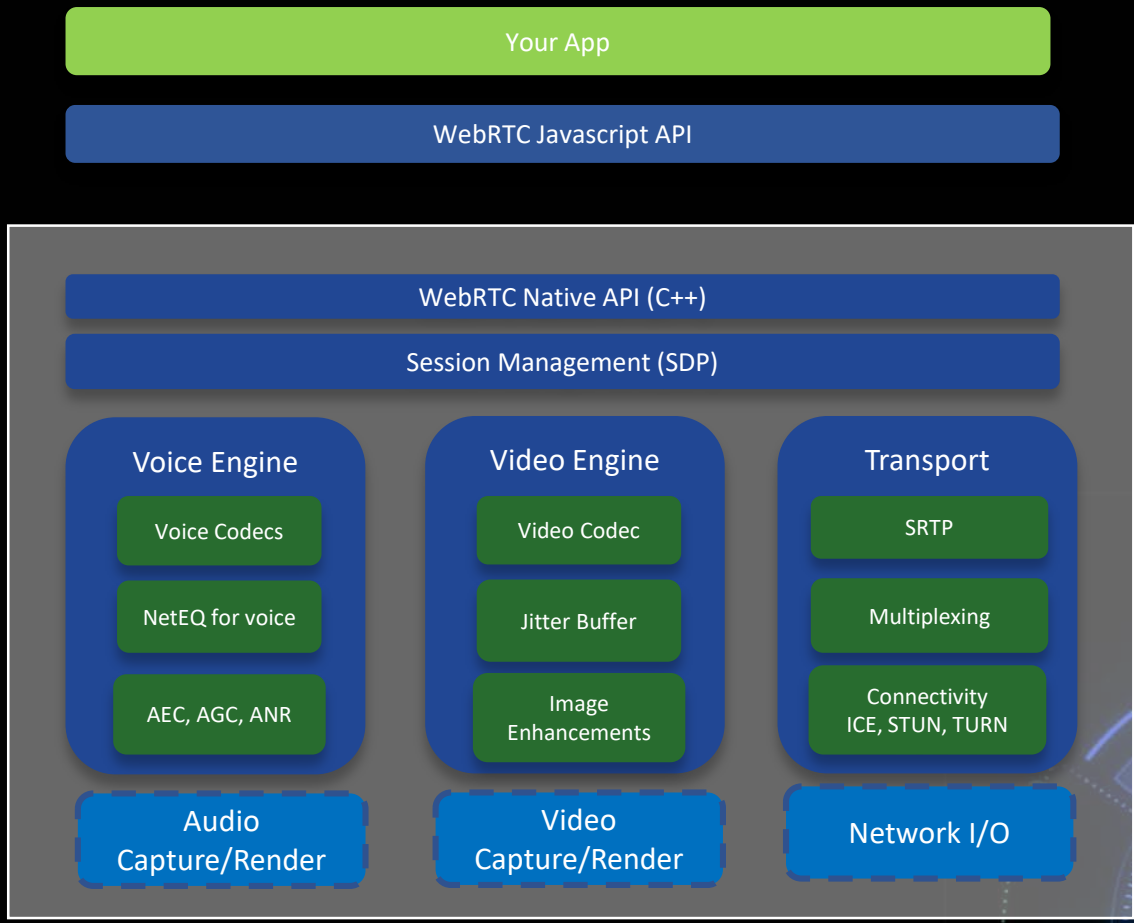 Your App
WebRTC Javascript API
WebRTC Native API (C++)
Session Management (SDP)
Voice Engine
Voice Codecs
NetEQ for voice
AEC, AGC, ANR
Video Engine
Video Codec
Jitter Buffer
Image
Enhancements
Transport
SRTP
Multiplexing
Connectivity
ICE, STUN, TURN
Audio
Capture/Render
Video
Capture/Render
Network I/O